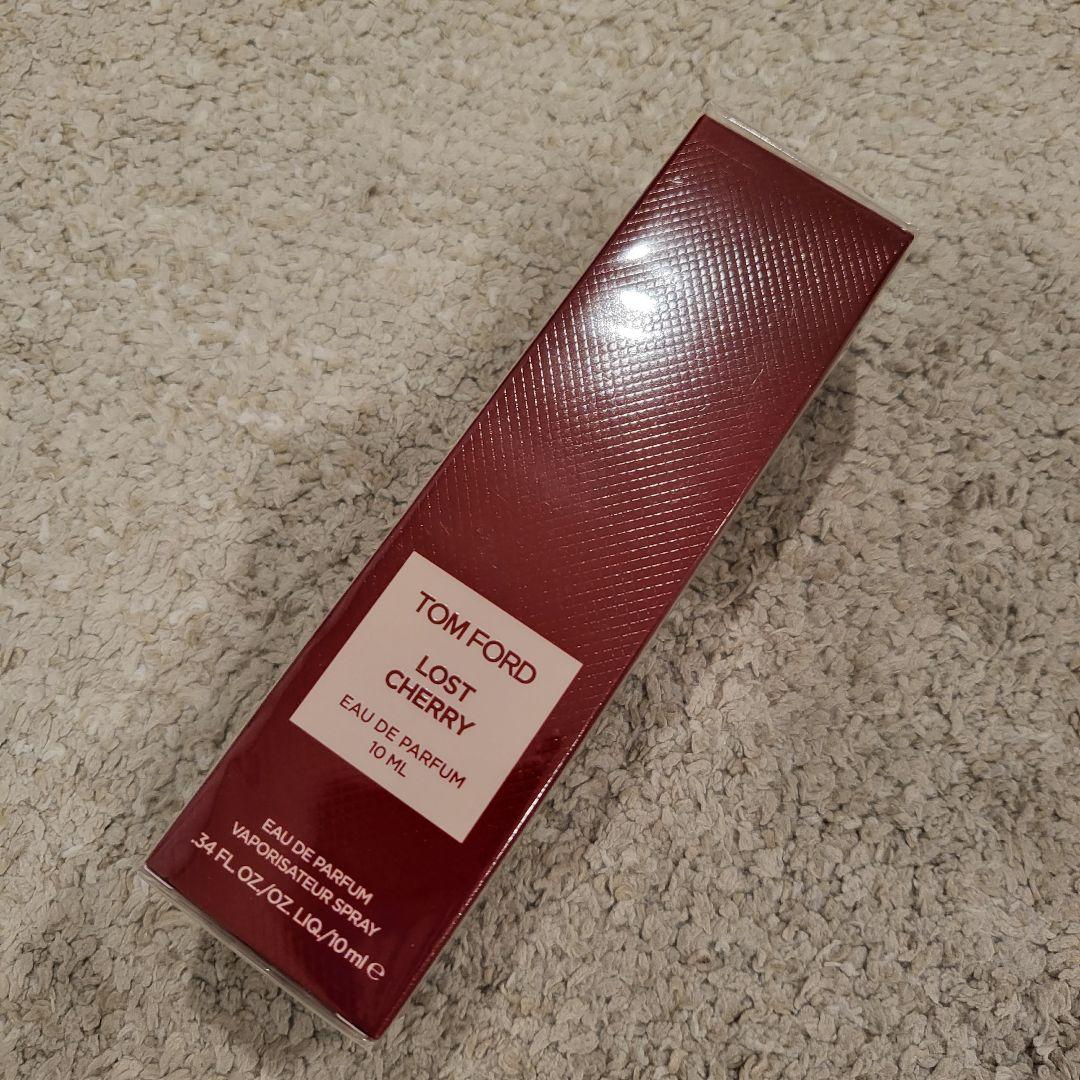 TOM FORD
LOST
CHERRY
EAU DE PARFUM
10 ML
EAU DE PARFUM
VAPORISATEUR SPRAY
.34 FL. OZ./OZ. LIQ./10 ml ℮